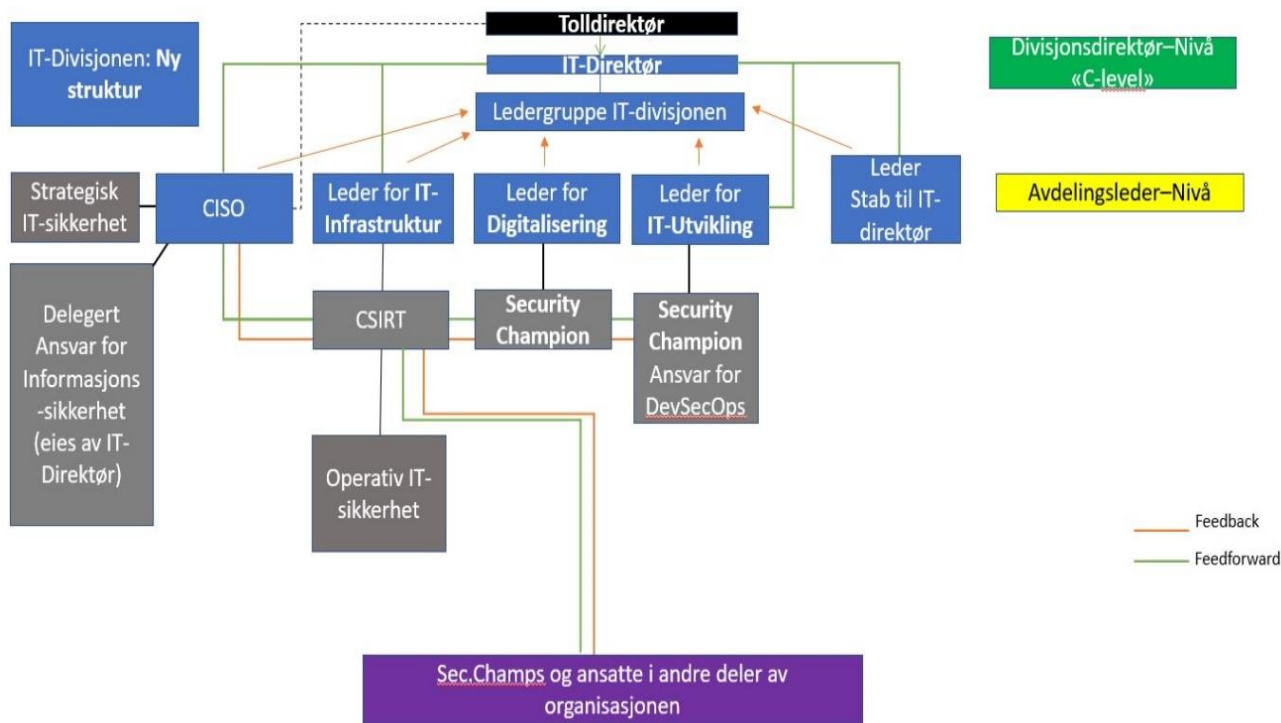 IT-Divisjonen: Ny
struktur
Tolldirektør
IT-Direktør
Ledergruppe IT-divisjonen
Divisjonsdirektør–Nivå
«C-level»
Avdelingsleder–Nivå
Strategisk
IT-sikkerhet
CISO
Leder for IT-
Infrastruktur
Leder for
Digitalisering
Leder for
IT-Utvikling
Leder
Stab til IT-
direktør
Delegert
Ansvar for
Informasjons
-sikkerhet
(eies av IT-
Direktør)
CSIRT
Security
Champion
Security
Champion
Ansvar for
DevSecOps
Operativ IT-
sikkerhet
Feedback
Feedforward
Sec.Champs og ansatte i andre deler av
organisasjonen